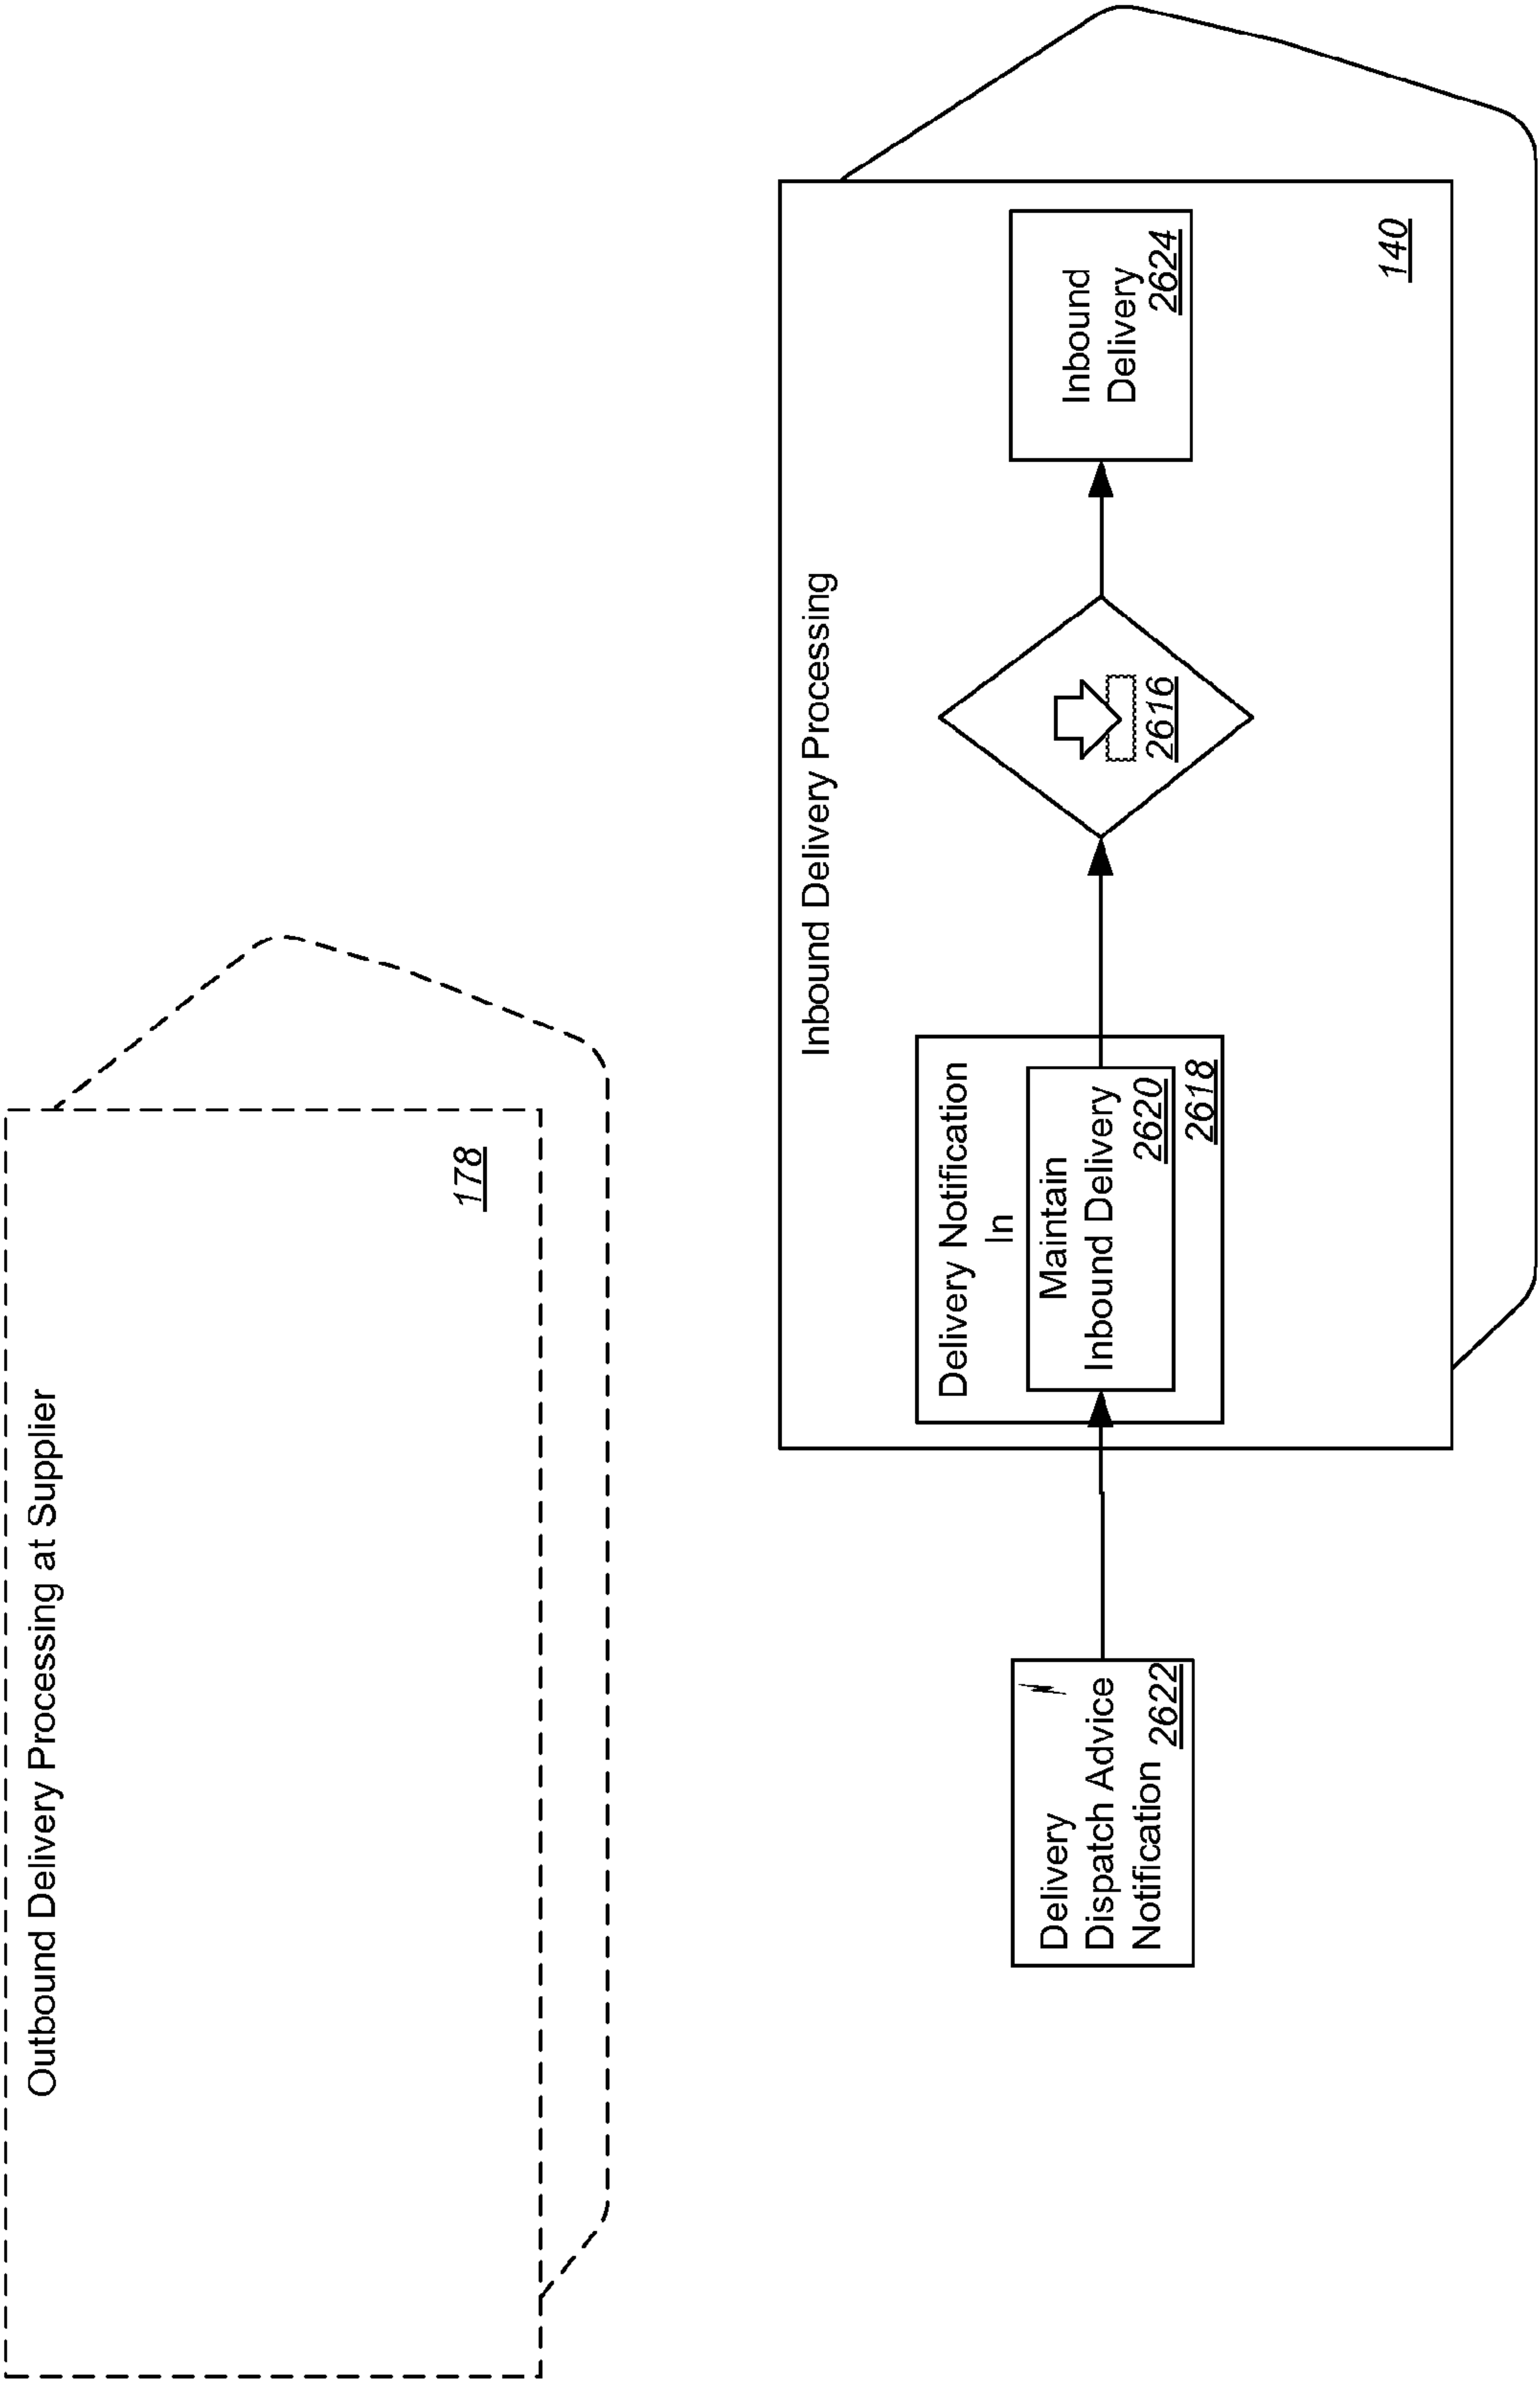 Outbound Delivery Processing at Supplier
178
Inbound Delivery Processing
Delivery
Dispatch Advice
Notification 2622
Delivery Notification
In
Maintain
Inbound Delivery
2620
2618
2616
Inbound
Delivery
2624
140